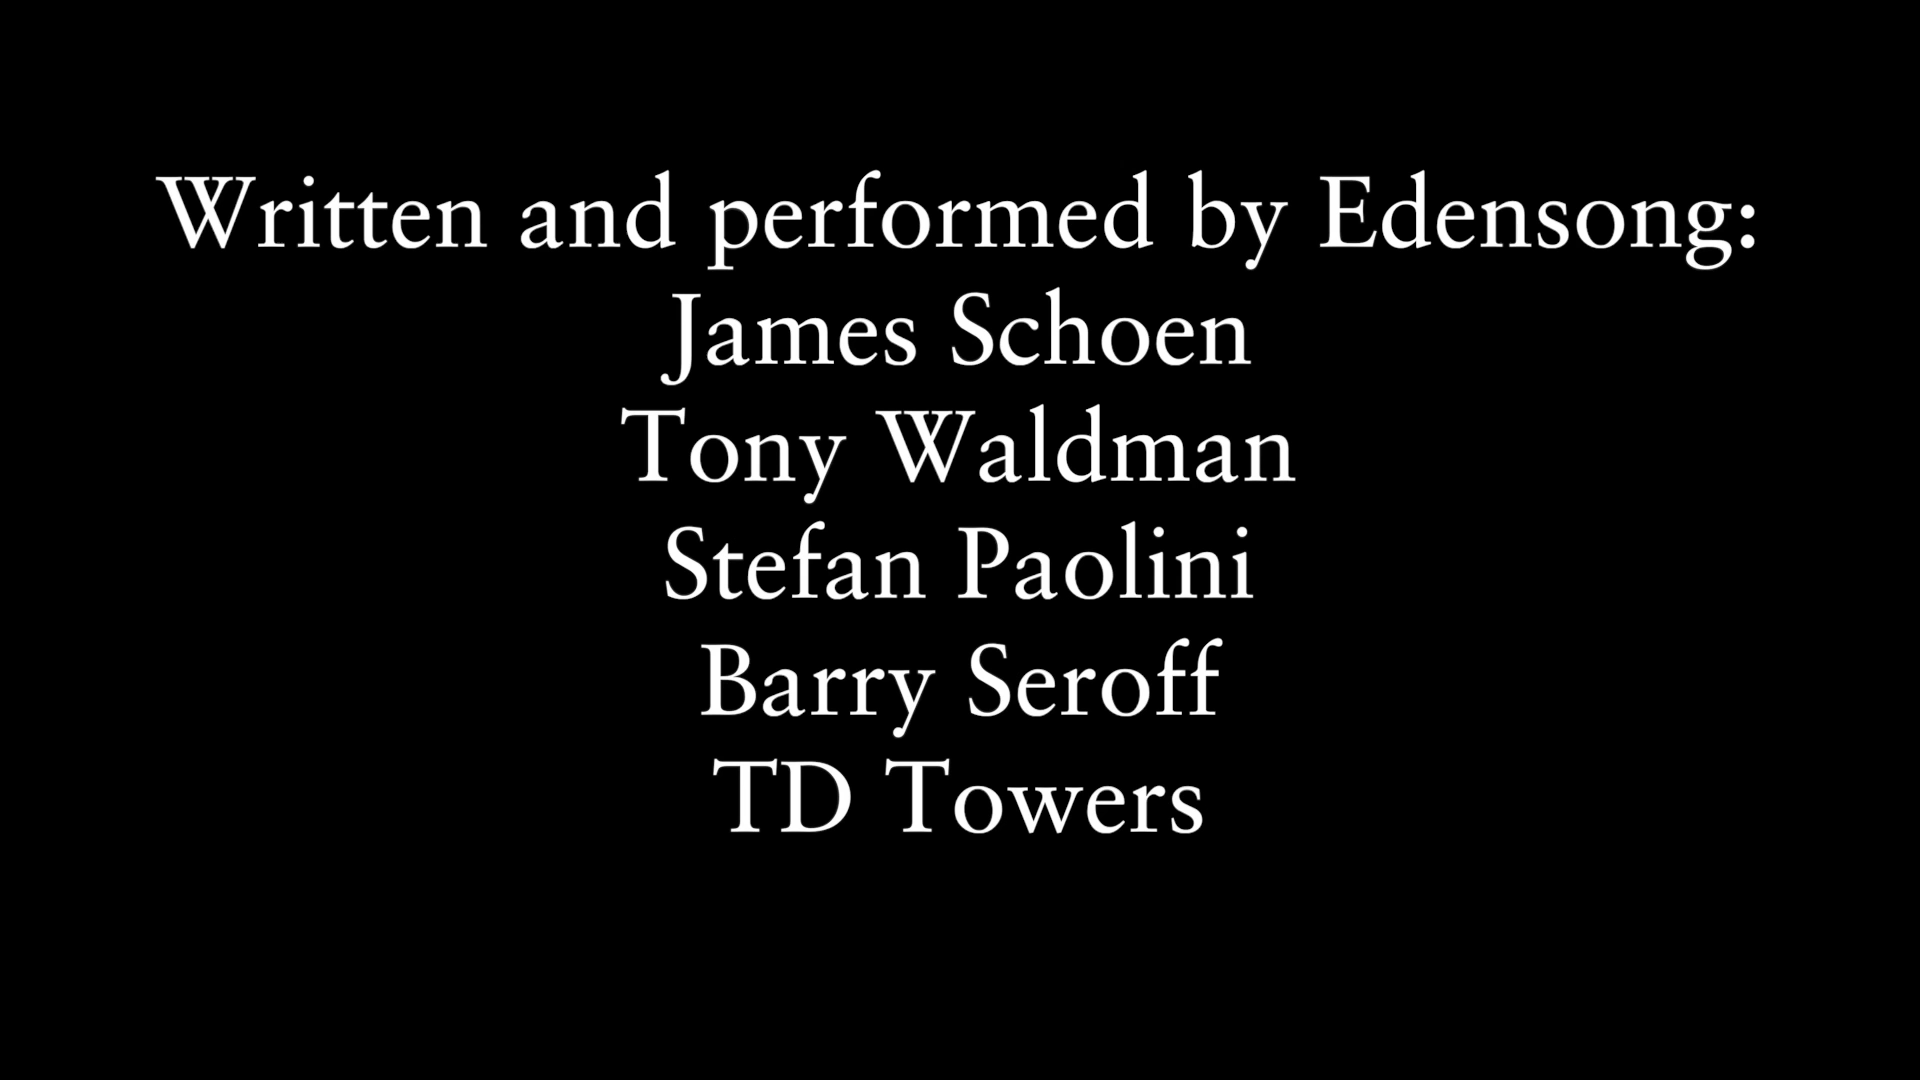 Written and performed by Edensong:
James Schoen
Tony Waldman
Stefan Paolini
Barry Seroff
TD Towers